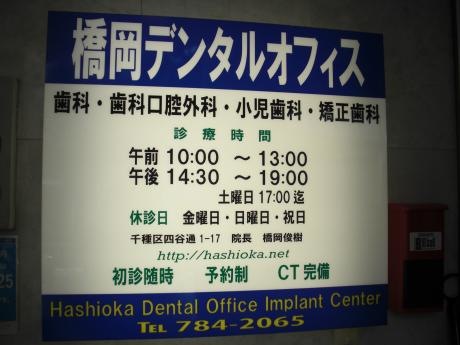 橋岡デンタルオフィス
歯科・歯科口腔外科・小児歯科・矯正歯科
診療時間
午前 10:00 ～ 13:00
午後 14:30 ～ 19:00
土曜日 17:00 迄
休診日 金曜日・日曜日・祝日
千種区四谷通1-17 院長 橋岡俊樹
http://hashioka.net
初診随時 予約制 CT完備
Hashioka Dental Office Implant Center
TEL 784-2065
25